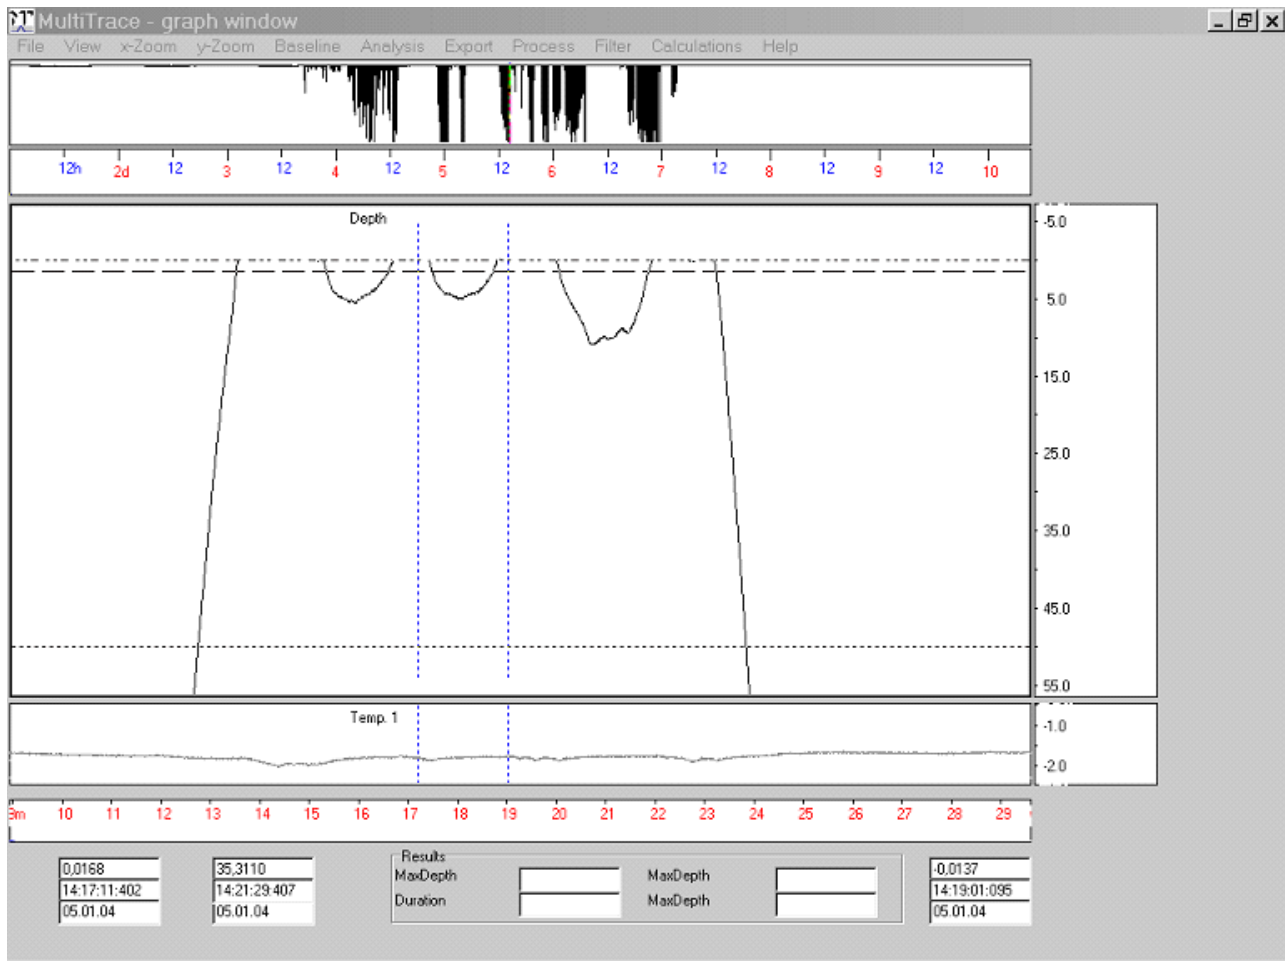 MultiTrace - graph window
File View x-Zoom y-Zoom Baseline Analysis Export Process Filter Calculations Help
12h 2d 12 3 12 4 12 5 12 6 12 7 12 8 12 9 12 10
Depth
-5.0
5.0
15.0
25.0
35.0
45.0
55.0
Temp. 1
-1.0
-2.0
10 11 12 13 14 15 16 17 18 19 20 21 22 23 24 25 26 27 28 29
Results
0,0168 35,3110 MaxDepth MaxDepth -0,0137
14:17:11:402 14:21:29:407 14:19:01:095
Duration MaxDepth
05.01.04 05.01.04 05.01.04